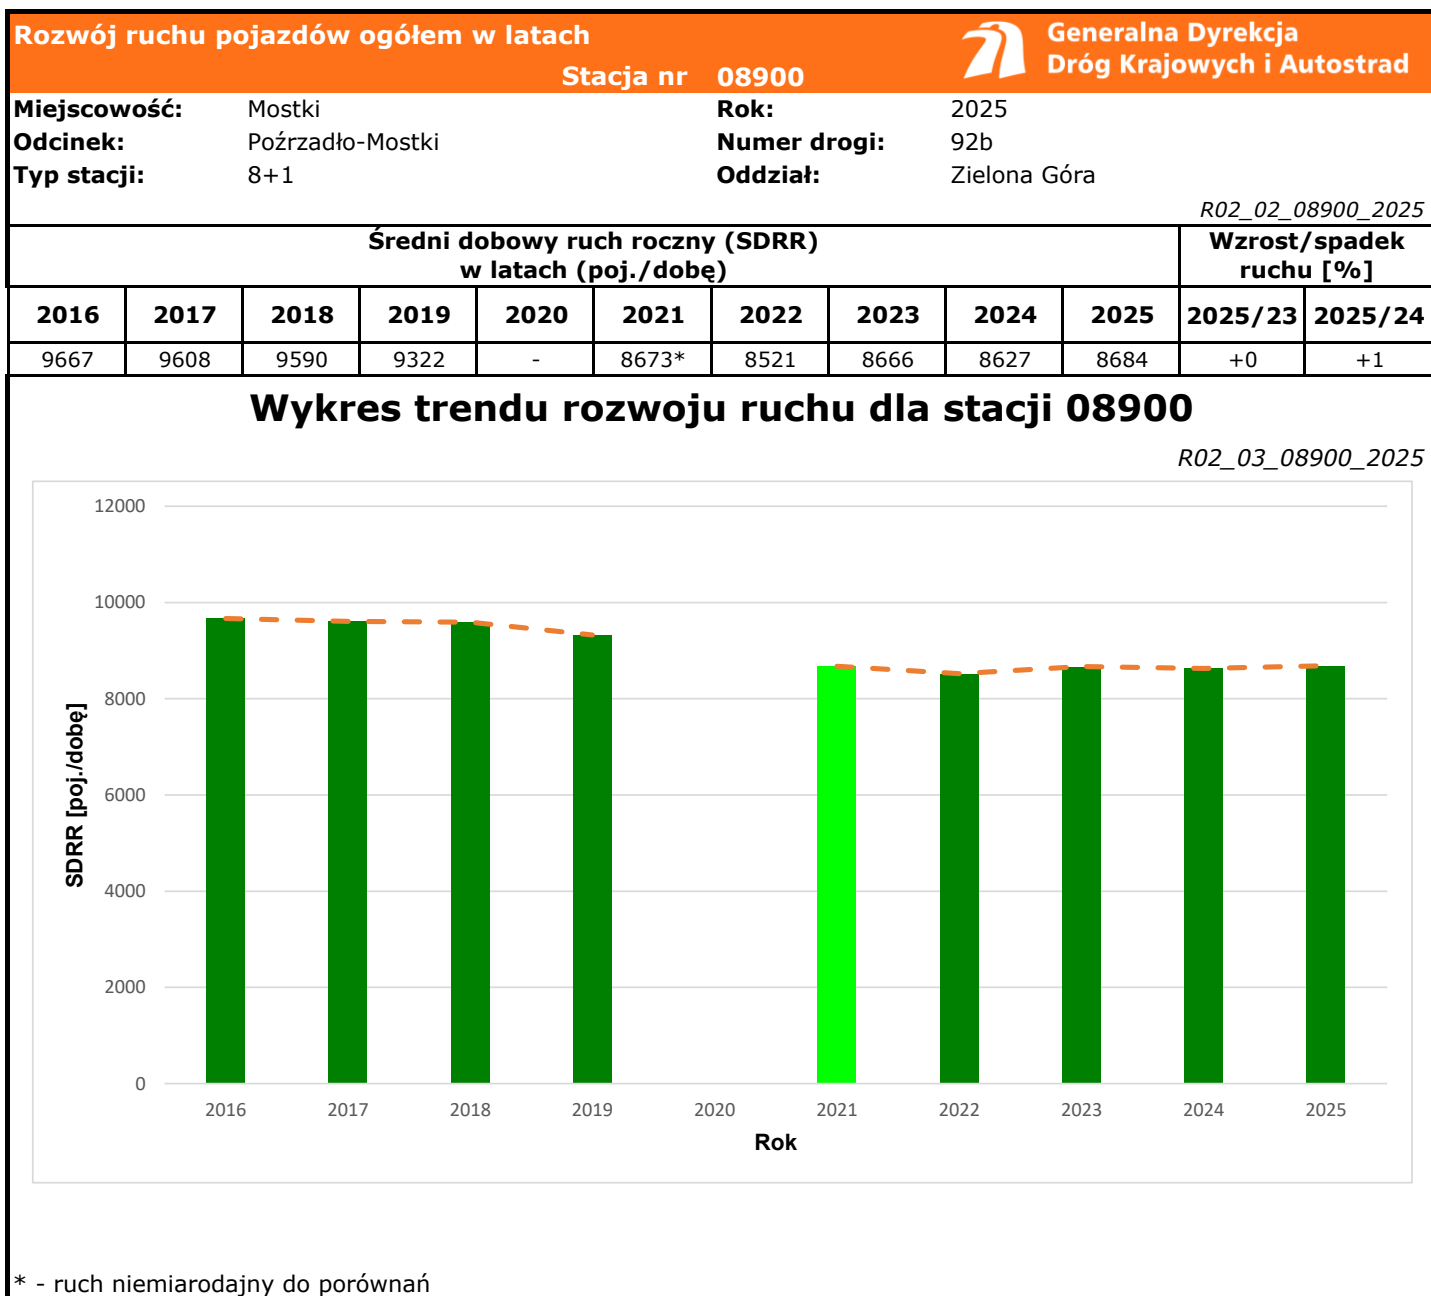 Rozwój ruchu pojazdów ogółem w latach
Generalna Dyrekcja
Dróg Krajowych i Autostrad
Stacja nr 08900
Miejscowość: Mostki Rok: 2025
Odcinek: Poźrzadło-Mostki Numer drogi: 92b
Typ stacji: 8+1 Oddział: Zielona Góra
R02_02_08900_2025
Średni dobowy ruch roczny (SDRR)
w latach (poj./dobę)
Wzrost/spadek
ruchu [%]
2016 2017 2018 2019 2020 2021 2022 2023 2024 2025 2025/23 2025/24
9667 9608 9590 9322 - 8673* 8521 8666 8627 8684 +0 +1
Wykres trendu rozwoju ruchu dla stacji 08900
R02_03_08900_2025
12000
10000
8000
6000
4000
2000
0
SDRR [poj./dobę]
2016 2017 2018 2019 2020 2021 2022 2023 2024 2025
Rok
* - ruch niemiarodajny do porównań